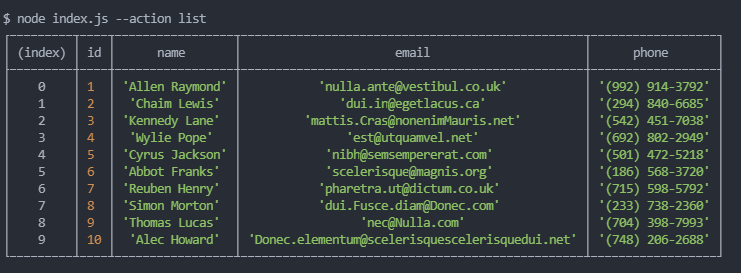 $ node index.js --action list
(index) id name email phone
0 1 'Allen Raymond' 'nulla.ante@vestibul.co.uk' '(992) 914-3792'
1 2 'Chaim Lewis' 'dui.in@egetlacus.ca' '(294) 840-6685'
2 3 'Kennedy Lane' 'mattis.Cras@nonenimMauris.net' '(542) 451-7038'
3 4 'Wylie Pope' 'est@utquamvel.net' '(692) 802-2949'
4 5 'Cyrus Jackson' 'nibh@semsempererat.com' '(501) 472-5218'
5 6 'Abbot Franks' 'scelerisque@magnis.org' '(186) 568-3720'
6 7 'Reuben Henry' 'pharetra.ut@dictum.co.uk' '(715) 598-5792'
7 8 'Simon Morton' 'dui.Fusce.diam@Donec.com' '(233) 738-2360'
8 9 'Thomas Lucas' 'nec@Nulla.com' '(704) 398-7993'
9 10 'Alec Howard' 'Donec.elementum@scelerisquescelerisquedui.net' '(748) 206-2688'